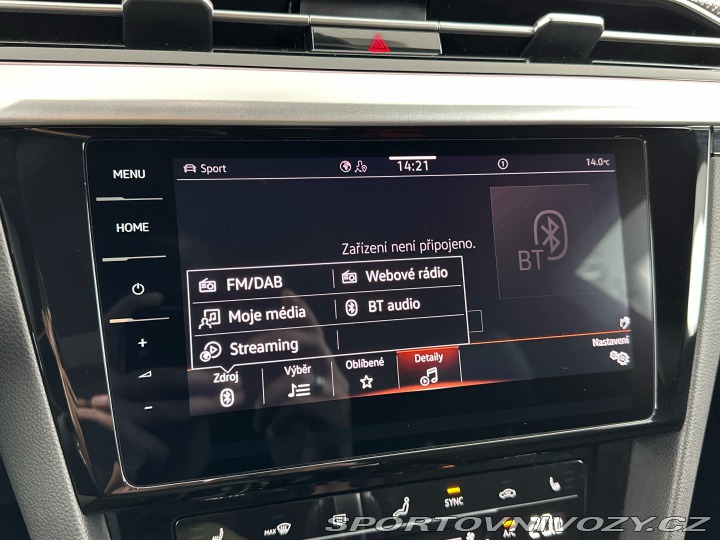 MENU
HOME
+
-
Sport
14:21
1
14.0°C
Zařízení není připojeno.
BT
FM/DAB
Webové rádio
Moje média
BT audio
Streaming
Nastavení
Zdroj
Výběr
Oblíbené
Detaily
MAX
SYNC
A/C
SPORTOVNIVOZY.CZ